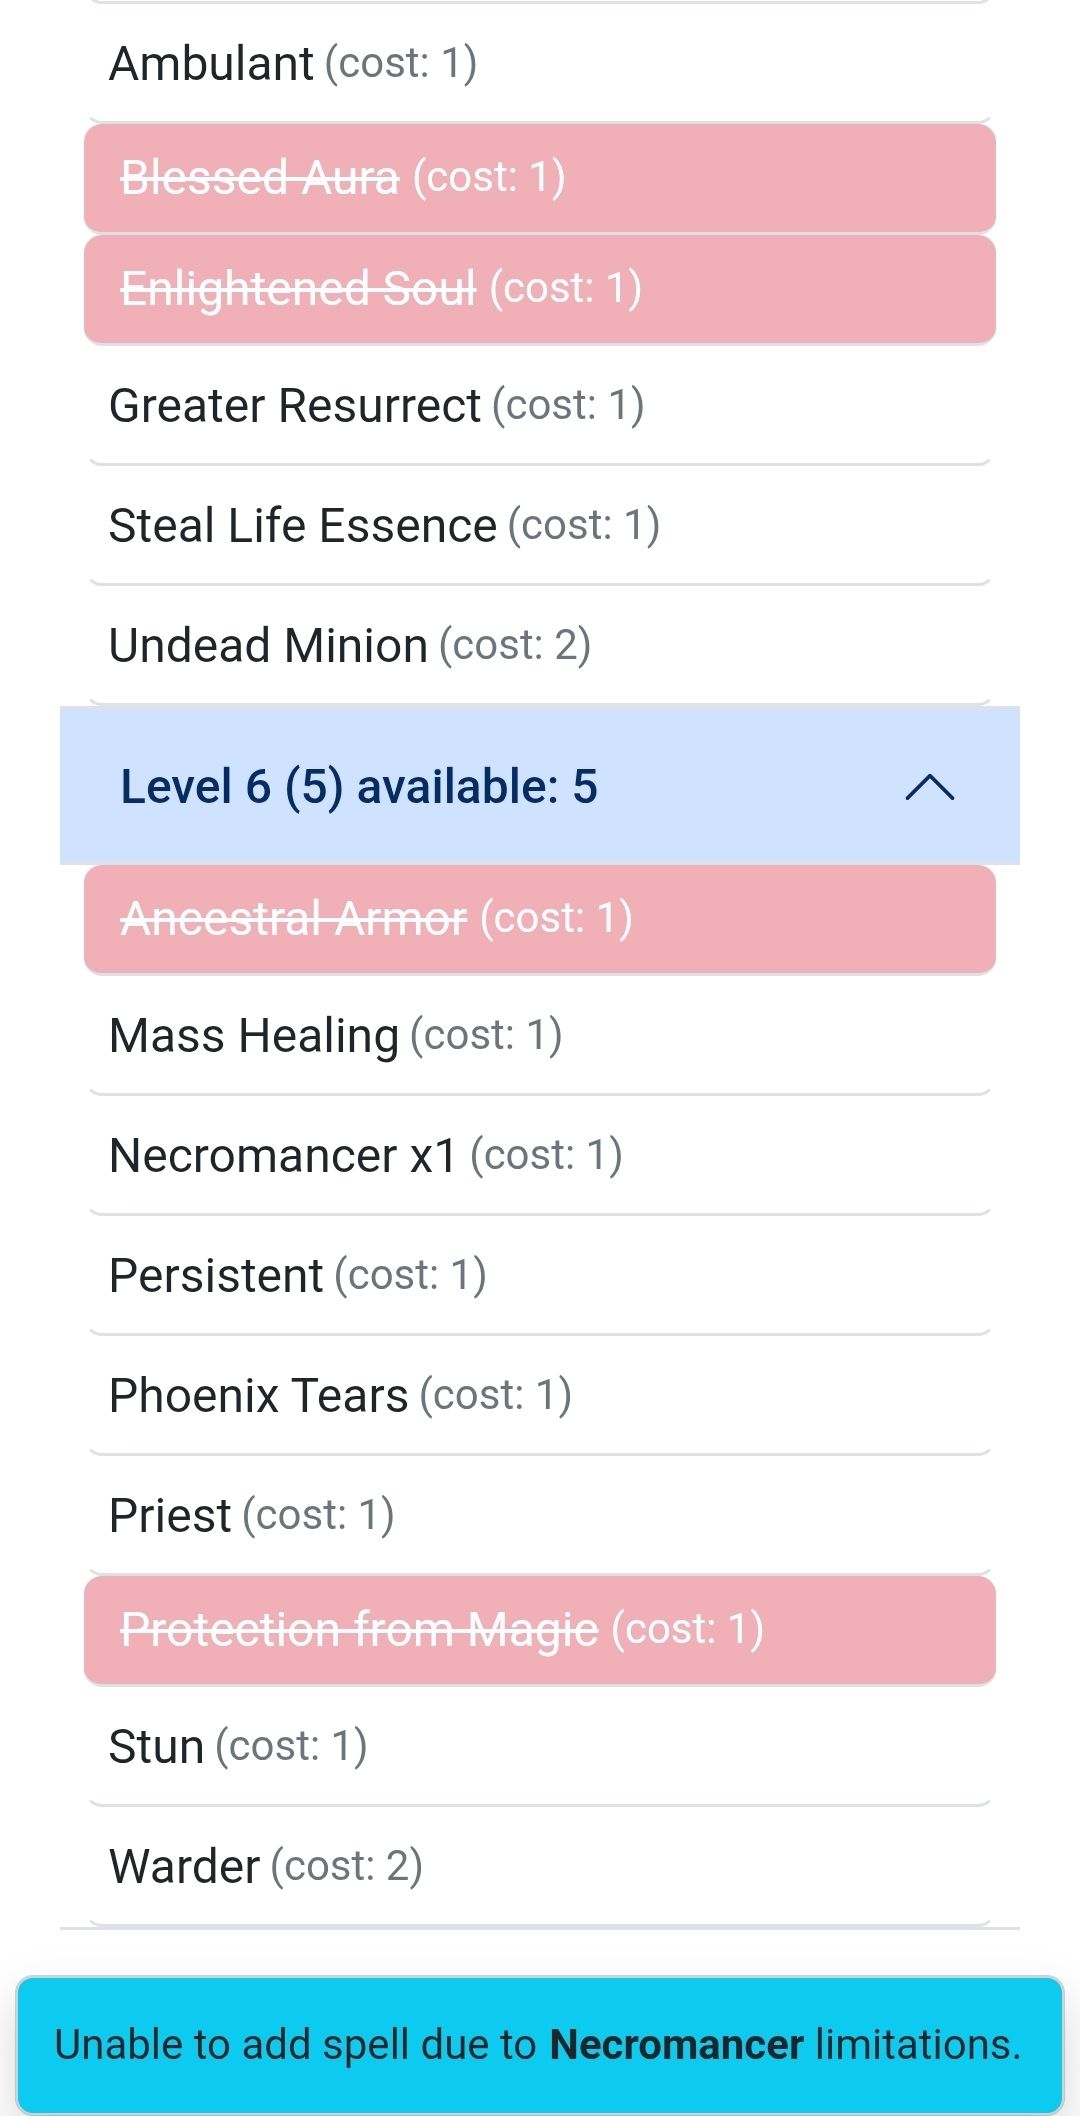 Ambulant (cost: 1)
Blessed Aura (cost: 1)
Enlightened Soul (cost: 1)
Greater Resurrect (cost: 1)
Steal Life Essence (cost: 1)
Undead Minion (cost: 2)
Level 6 (5) available: 5
Ancestral Armor (cost: 1)
Mass Healing (cost: 1)
Necromancer x1 (cost: 1)
Persistent (cost: 1)
Phoenix Tears (cost: 1)
Priest (cost: 1)
Protection from Magic (cost: 1)
Stun (cost: 1)
Warder (cost: 2)
Unable to add spell due to Necromancer limitations.